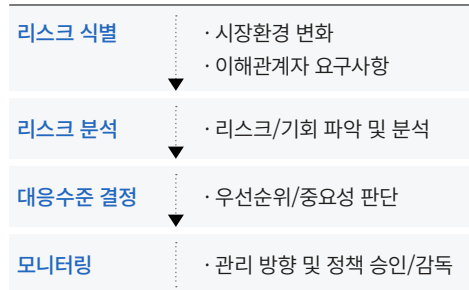 리스크 식별
· 시장환경 변화
· 이해관계자 요구사항
리스크 분석
· 리스크/기회 파악 및 분석
대응수준 결정
· 우선순위/중요성 판단
모니터링
· 관리 방향 및 정책 승인/감독